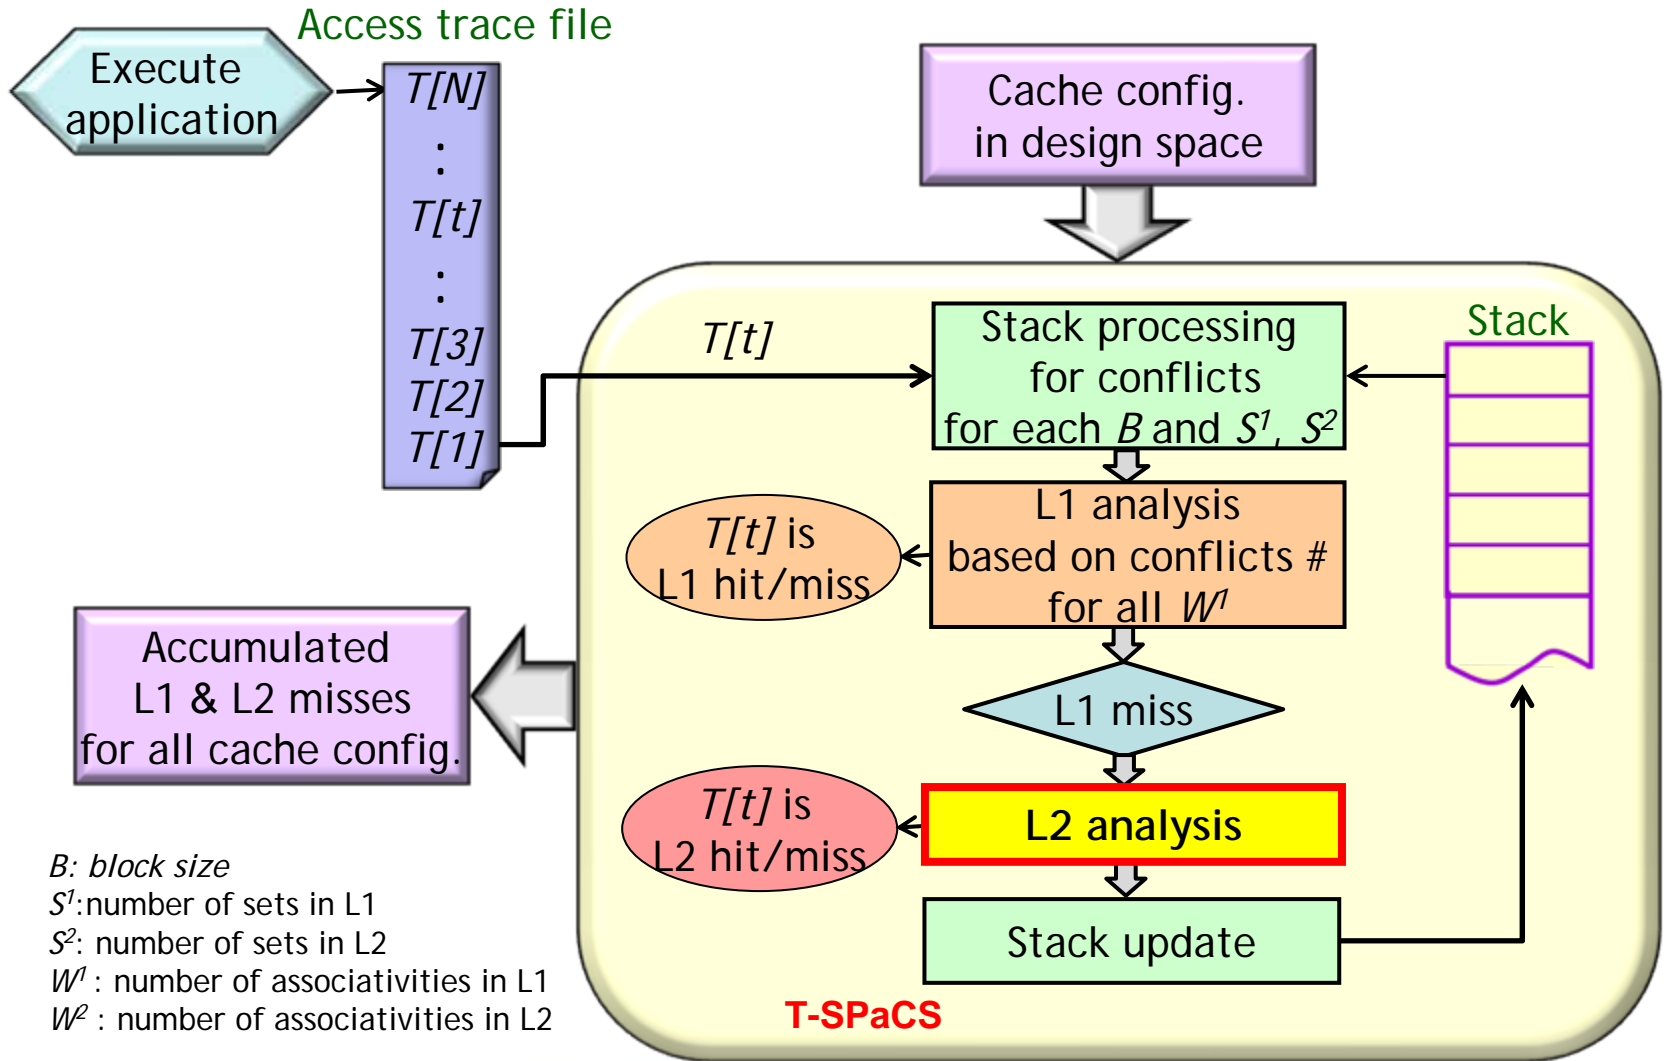 Access trace file
Execute
application
T[N]
:
T[t]
:
T[3]
T[2]
T[1]
Cache config.
in design space
T[t]
Stack processing
for conflicts
for each B and S¹, S²
Stack
L1 analysis
based on conflicts #
for all W¹
T[t] is
L1 hit/miss
L1 miss
Accumulated
L1 & L2 misses
for all cache config.
L2 analysis
T[t] is
L2 hit/miss
Stack update
T-SPaCS
B: block size
S¹:number of sets in L1
S²: number of sets in L2
W¹ : number of associativities in L1
W² : number of associativities in L2